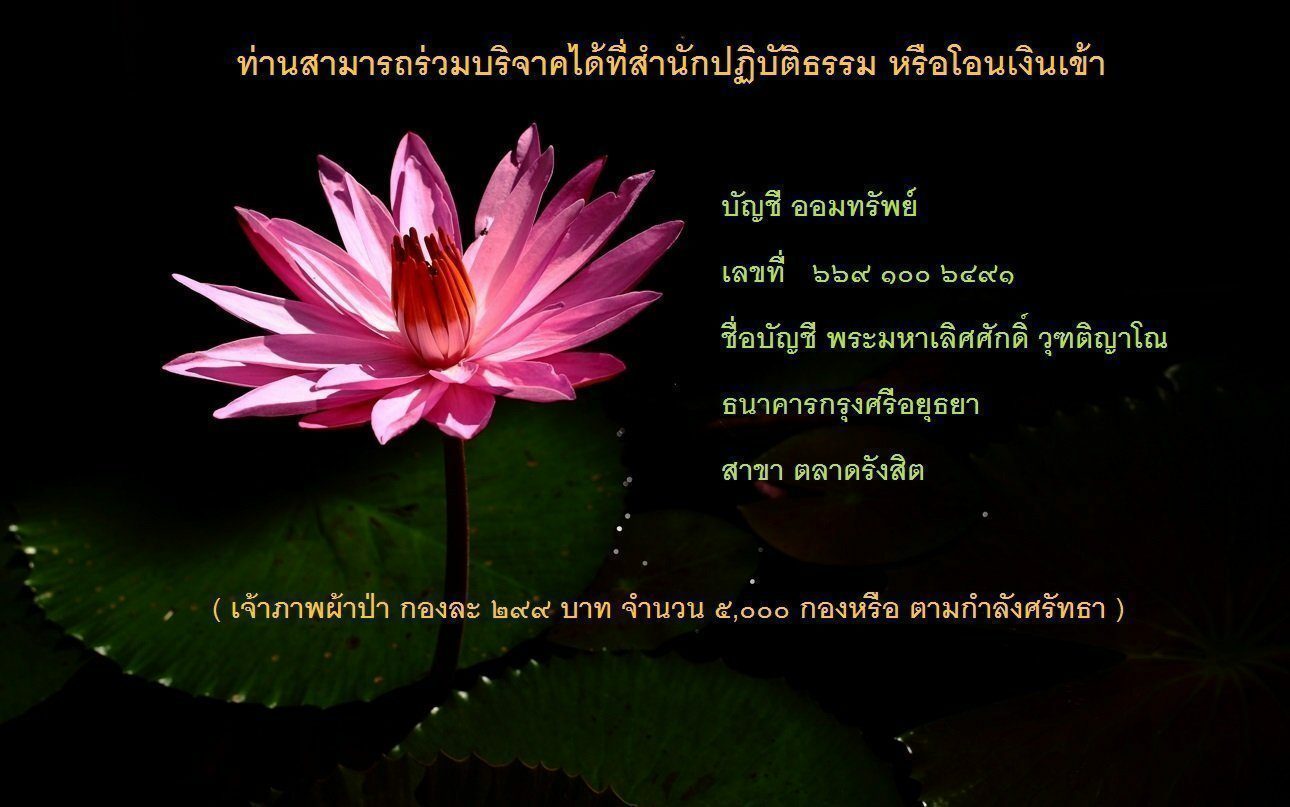 ท่านสามารถร่วมบริจาคได้ที่สำนักปฏิบัติธรรม หรือโอนเงินเข้า
บัญชี ออมทรัพย์
เลขที่ ๖๖๙ ๑๐๐ ๖๔๙๑
ชื่อบัญชี พระมหาเลิศศักดิ์ วุฑติญาโณ
ธนาคารกรุงศรีอยุธยา
สาขา ตลาดรังสิต
( เจ้าภาพผ้าป่า กองละ ๒๙๙ บาท จำนวน ๕,๐๐๐ กองหรือ ตามกำลังศรัทธา )